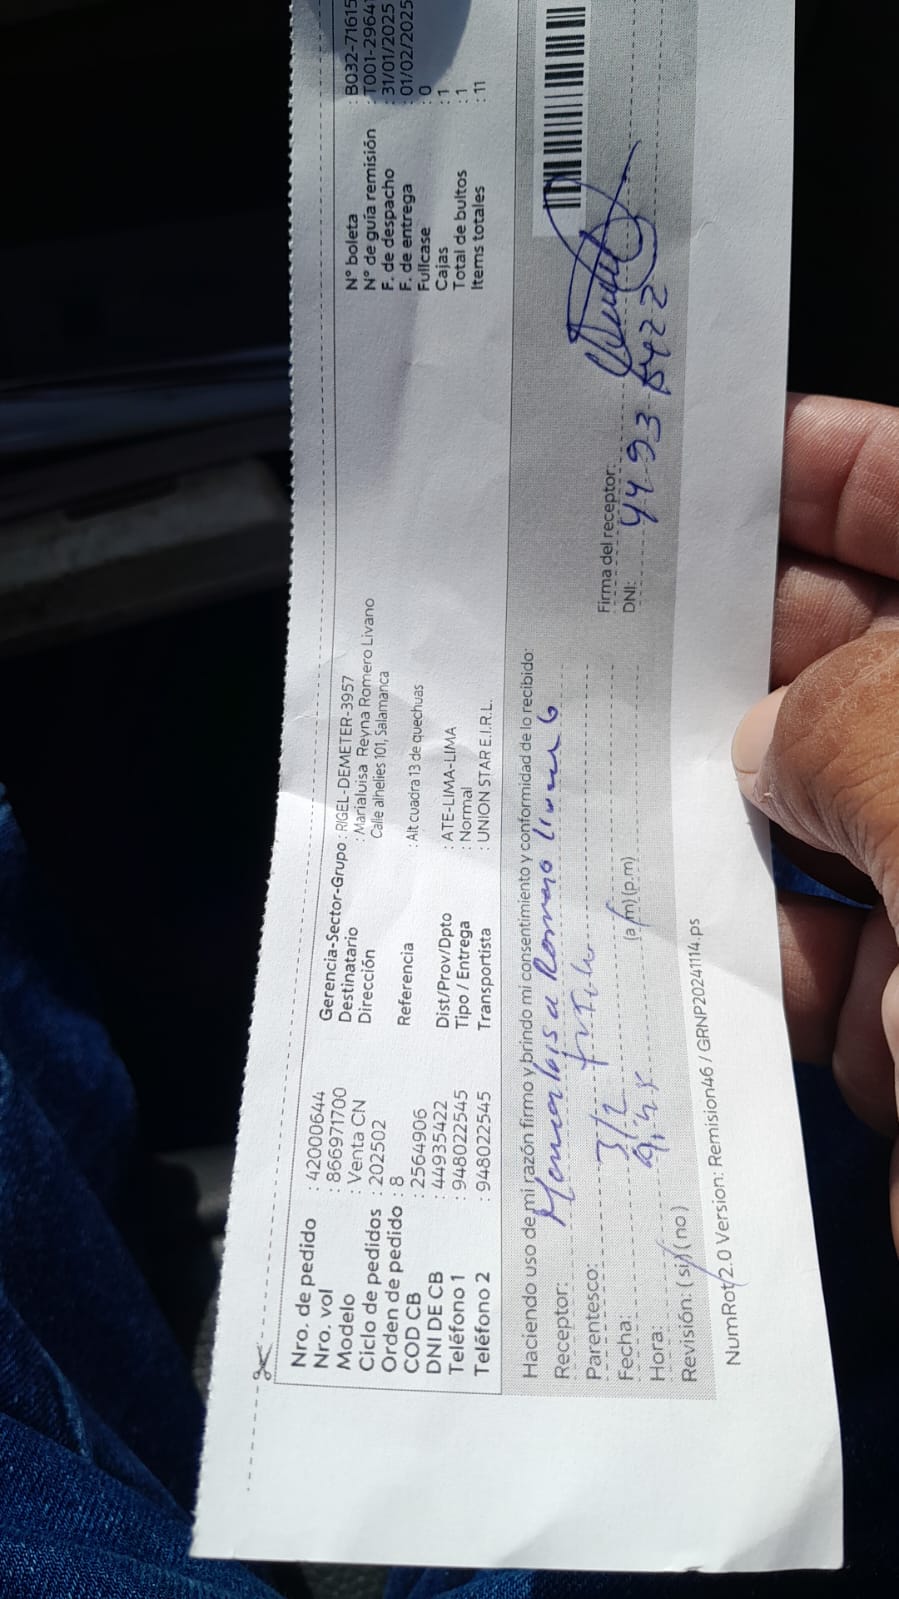 Nro. de pedido : 42000644
Nro. vol : 866971700
Modelo : Venta CN
Ciclo de pedidos : 202502
Orden de pedido : 8
COD CB : 2564906
DNI DE CB : 44935422
Teléfono 1 : 948022545
Teléfono 2 : 948022545
Gerencia-Sector-Grupo : RIGEL-DEMETER-3957
Destinatario : Marialuisa Reyna Romero Livano
Dirección Calle alhelies 101, Salamanca
Referencia : Alt cuadra 13 de quechuas
Dist/Prov/Dpto : ATE-LIMA-LIMA
Tipo / Entrega : Normal
Transportista : UNION STAR E.I.R.L.
N° boleta : B032-71615
N° de guía remisión : T001-29641
F. de despacho : 31/01/2025
F. de entrega : 01/02/2025
Fullcase : 0
Cajas : 1
Total de bultos : 1
Items totales : 11
Haciendo uso de mi razón firmo y brindo mi consentimiento y conformidad de lo recibido:
Receptor: Romero
Parentesco:
Fecha: 3/2
Hora: 9:45 (a.m) (p.m)
Revisión: ( si ) ( no )
Firma del receptor:
DNI: 44935422
NumRot 2.0 Version: Remision46 / GRNP20241114.ps